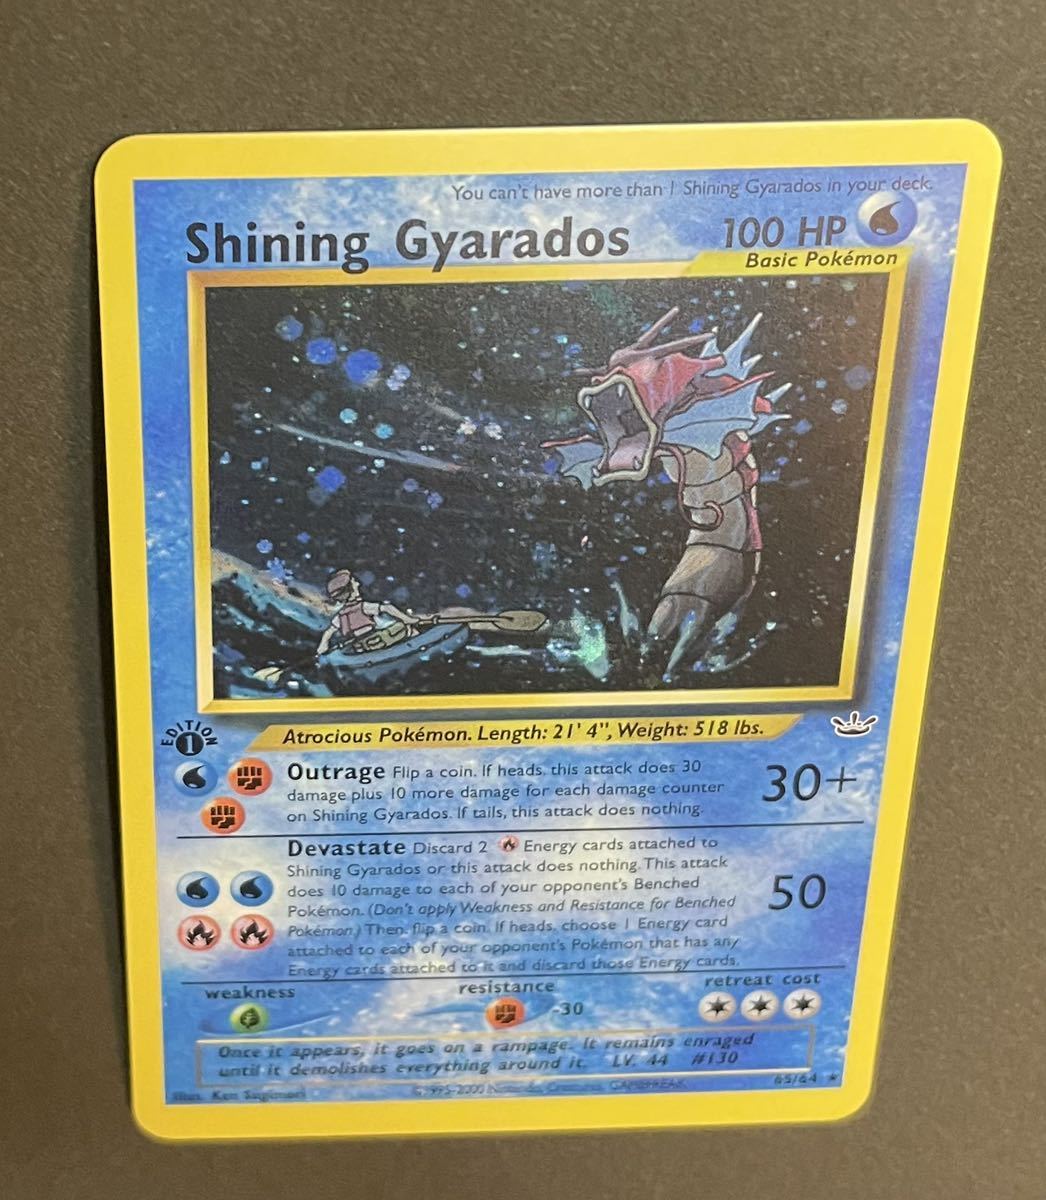 You can't have more than 1 Shining Gyarados in your deck.
Shining Gyarados 100 HP
Basic Pokémon
EDITION
1
Atrocious Pokémon. Length: 21' 4", Weight: 518 lbs.
Outrage Flip a coin. If heads, this attack does 30
damage plus 10 more damage for each damage counter
on Shining Gyarados. If tails, this attack does nothing.
30+
Devastate Discard 2 Energy cards attached to
Shining Gyarados or this attack does nothing. This attack
does 10 damage to each of your opponent's Benched
Pokémon. (Don't apply Weakness and Resistance for Benched
Pokémon.) Then, flip a coin. If heads, choose 1 Energy card
attached to each of your opponent's Pokémon that has any
Energy cards attached to it and discard those Energy cards.
50
weakness
resistance
-30
retreat cost
Once it appears, it goes on a rampage. It remains enraged
until it demolishes everything around it. LV. 44 #130
Illus. Ken Sugimori
©1995-2000 Nintendo, Creatures, GAMEFREAK
65/64